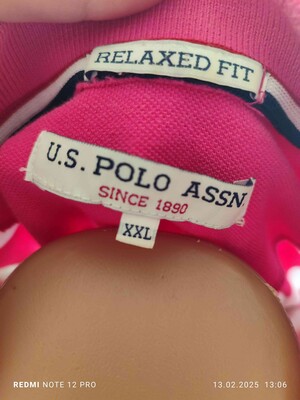 RELAXED FIT
U.S. POLO ASSN
SINCE 1890
XXL
REDMI NOTE 12 PRO
13.02.2025 13:06